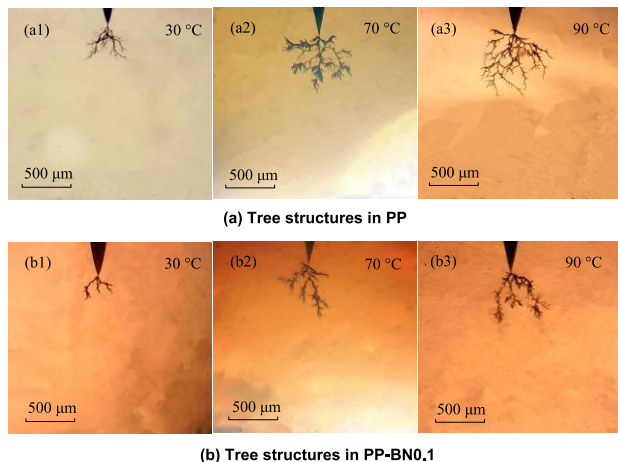 (a1) 30 °C
(a2) 70 °C
(a3) 90 °C
500 μm
500 μm
500 μm
(a) Tree structures in PP
(b1) 30 °C
(b2) 70 °C
(b3) 90 °C
500 μm
500 μm
500 μm
(b) Tree structures in PP-BN0.1